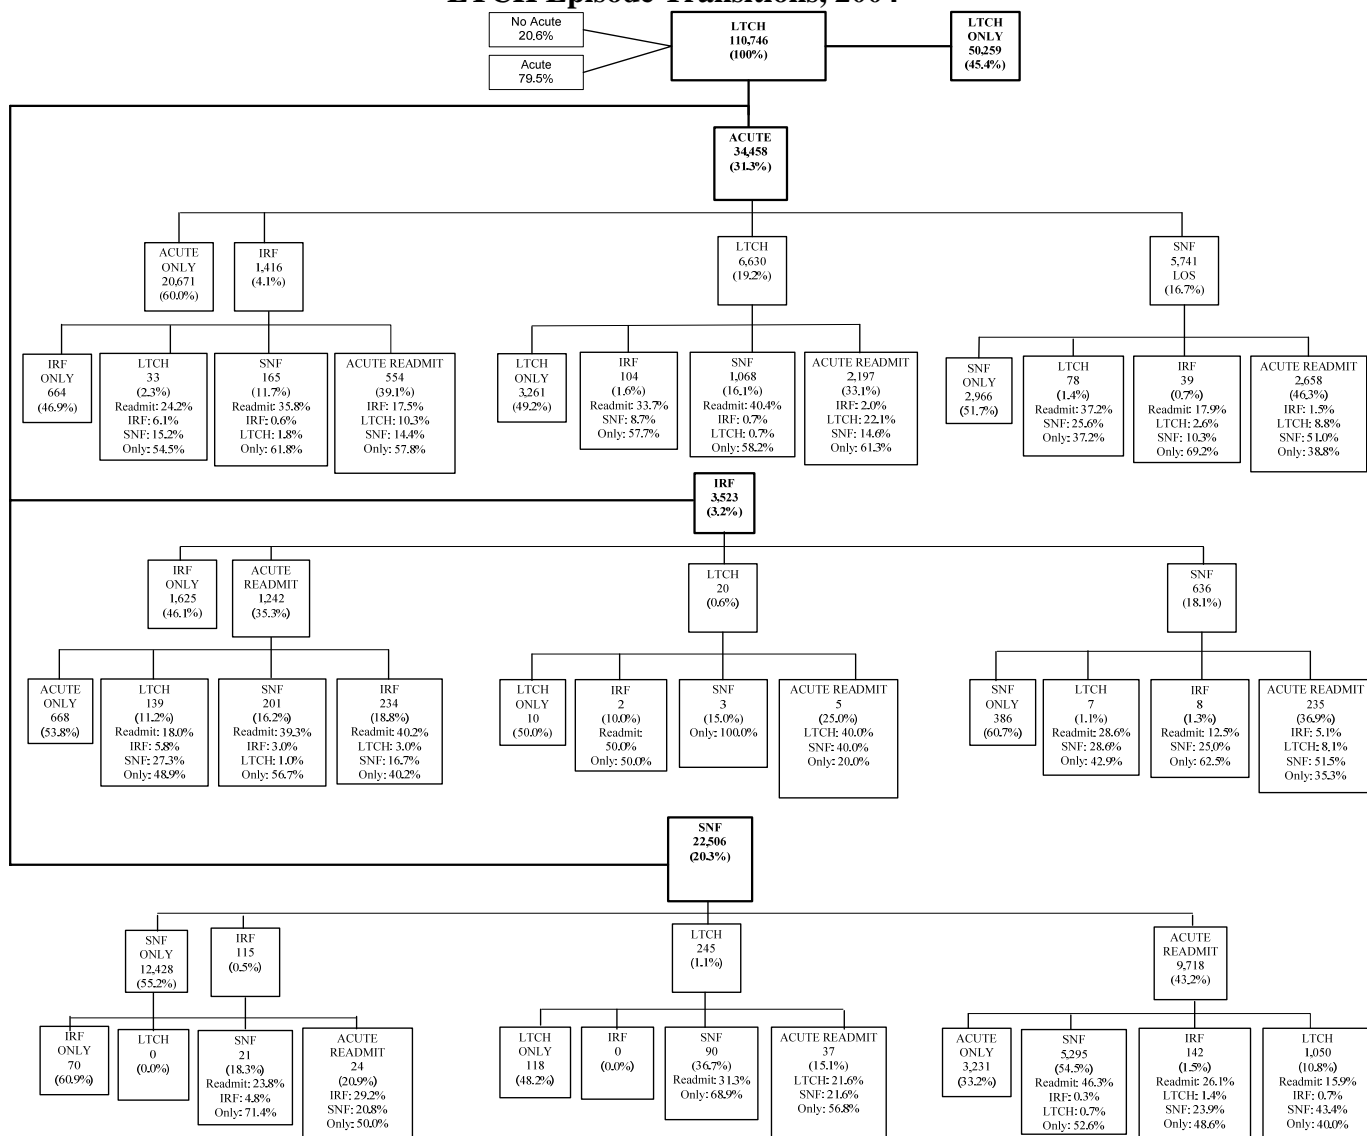 LTCH Episode Transitions, 2004
No Acute
20.6%
Acute
79.5%
LTCH
110,746
(100%)
LTCH
ONLY
50,259
(45.4%)
ACUTE
34,458
(31.3%)
ACUTE
ONLY
20,671
(60.0%)
IRF
1,416
(4.1%)
LTCH
6,630
(19.2%)
SNF
5,741
LOS
(16.7%)
IRF
ONLY
664
(46.9%)
LTCH
33
(2.3%)
Readmit: 24.2%
IRF: 6.1%
SNF: 15.2%
Only: 54.5%
SNF
165
(11.7%)
Readmit: 35.8%
IRF: 0.6%
LTCH: 1.8%
Only: 61.8%
ACUTE READMIT
554
(39.1%)
IRF: 17.5%
LTCH: 10.3%
SNF: 14.4%
Only: 57.8%
LTCH
ONLY
3,261
(49.2%)
IRF
104
(1.6%)
Readmit: 33.7%
SNF: 8.7%
Only: 57.7%
SNF
1,068
(16.1%)
Readmit: 40.4%
IRF: 0.7%
LTCH: 0.7%
Only: 58.2%
ACUTE READMIT
2,197
(33.1%)
IRF: 2.0%
LTCH: 22.1%
SNF: 14.6%
Only: 61.3%
SNF
ONLY
2,966
(51.7%)
LTCH
78
(1.4%)
Readmit: 37.2%
SNF: 25.6%
Only: 37.2%
IRF
39
(0.7%)
Readmit: 17.9%
LTCH: 2.6%
SNF: 10.3%
Only: 69.2%
ACUTE READMIT
2,658
(46.3%)
IRF: 1.5%
LTCH: 8.8%
SNF: 51.0%
Only: 38.8%
IRF
3,523
(3.2%)
IRF
ONLY
1,625
(46.1%)
ACUTE
READMIT
1,242
(35.3%)
LTCH
20
(0.6%)
SNF
636
(18.1%)
ACUTE
ONLY
668
(53.8%)
LTCH
139
(11.2%)
Readmit: 18.0%
IRF: 5.8%
SNF: 27.3%
Only: 48.9%
SNF
201
(16.2%)
Readmit: 39.3%
IRF: 3.0%
LTCH: 1.0%
Only: 56.7%
IRF
234
(18.8%)
Readmit: 40.2%
LTCH: 3.0%
SNF: 16.7%
Only: 40.2%
LTCH
ONLY
10
(50.0%)
IRF
2
(10.0%)
Readmit:
50.0%
Only: 50.0%
SNF
3
(15.0%)
Only: 100.0%
ACUTE READMIT
5
(25.0%)
LTCH: 40.0%
SNF: 40.0%
Only: 20.0%
SNF
ONLY
386
(60.7%)
LTCH
7
(1.1%)
Readmit: 28.6%
SNF: 28.6%
Only: 42.9%
IRF
8
(1.3%)
Readmit: 12.5%
SNF: 25.0%
Only: 62.5%
ACUTE READMIT
235
(36.9%)
IRF: 5.1%
LTCH: 8.1%
SNF: 51.5%
Only: 35.3%
SNF
22,506
(20.3%)
SNF
ONLY
12,428
(55.2%)
IRF
115
(0.5%)
LTCH
245
(1.1%)
ACUTE
READMIT
9,718
(43.2%)
IRF
ONLY
70
(60.9%)
LTCH
0
(0.0%)
SNF
21
(18.3%)
Readmit: 23.8%
IRF: 4.8%
Only: 71.4%
ACUTE
READMIT
24
(20.9%)
IRF: 29.2%
SNF: 20.8%
Only: 50.0%
LTCH
ONLY
118
(48.2%)
IRF
0
(0.0%)
SNF
90
(36.7%)
Readmit: 31.3%
Only: 68.9%
ACUTE READMIT
37
(15.1%)
LTCH: 21.6%
SNF: 21.6%
Only: 56.8%
ACUTE
ONLY
3,231
(33.2%)
SNF
5,295
(54.5%)
Readmit: 46.3%
IRF: 0.3%
LTCH: 0.7%
Only: 52.6%
IRF
142
(1.5%)
Readmit: 26.1%
LTCH: 1.4%
SNF: 23.9%
Only: 48.6%
LTCH
1,050
(10.8%)
Readmit: 15.9%
IRF: 0.7%
SNF: 43.4%
Only: 40.0%